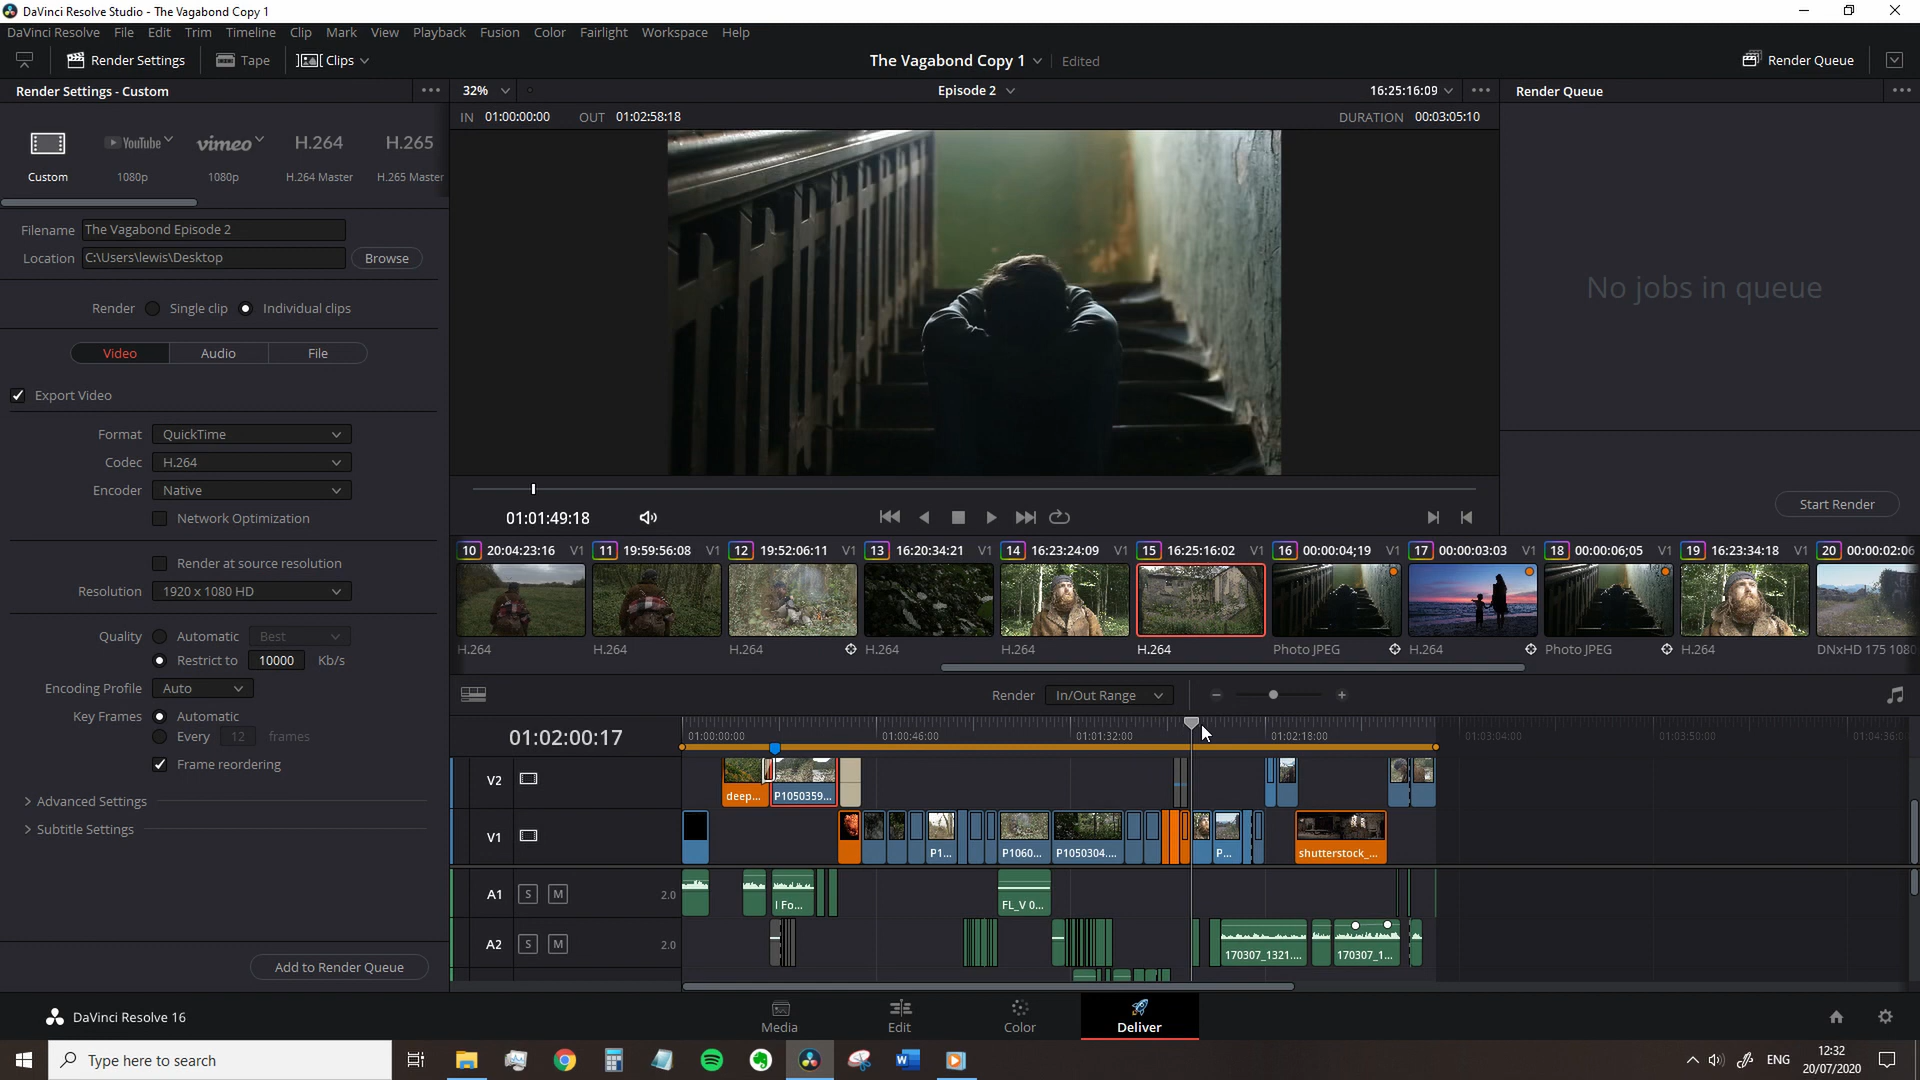 DaVinci Resolve Studio - The Vagabond Copy 1
DaVinci Resolve File Edit Trim Timeline Clip Mark View Playback Fusion Color Fairlight Workspace Help
Render Settings Tape Clips The Vagabond Copy 1 Edited Render Queue
Render Settings - Custom 32% Episode 2 16:25:16:09 Render Queue
IN 01:00:00:00 OUT 01:02:58:18 DURATION 00:03:05:10
YouTube vimeo H.264 H.265
Custom 1080p 1080p H.264 Master H.265 Master
Filename The Vagabond Episode 2
Location C:\Users\lewis\Desktop Browse
No jobs in queue
Render Single clip Individual clips
Video Audio File
Export Video
Format QuickTime
Codec H.264
Encoder Native
Start Render
01:01:49:18
Network Optimization
10 20:04:23:16 V1 11 19:59:56:08 V1 12 19:52:06:11 V1 13 16:20:34:21 V1 14 16:23:24:09 V1 15 16:25:16:02 V1 16 00:00:04;19 V1 17 00:00:03:03 V1 18 00:00:06;05 V1 19 16:23:34:18 V1 20 00:00:02:06
Render at source resolution
Resolution 1920 x 1080 HD
Quality Automatic Best
H.264 H.264 H.264 H.264 H.264 H.264 Photo JPEG H.264 Photo JPEG H.264 DNxHD 175 1080
Restrict to 10000 Kb/s
Encoding Profile Auto
Render In/Out Range
Key Frames Automatic
Every 12 frames
01:02:00:17 01:00:00:00 01:00:46:00 01:01:32:00 01:02:18:00 01:03:04:00 01:03:50:00 01:04:36:00
Frame reordering
V2 deep... P1050359...
Advanced Settings
Subtitle Settings
V1 P1... P1060... P1050304.... P... shutterstock_...
A1 S M 2.0 I Fo... FL_V 0...
A2 S M 2.0 170307_1321.... 170307_1...
Add to Render Queue
DaVinci Resolve 16 Media Edit Color Deliver
Type here to search
ENG 12:32
20/07/2020